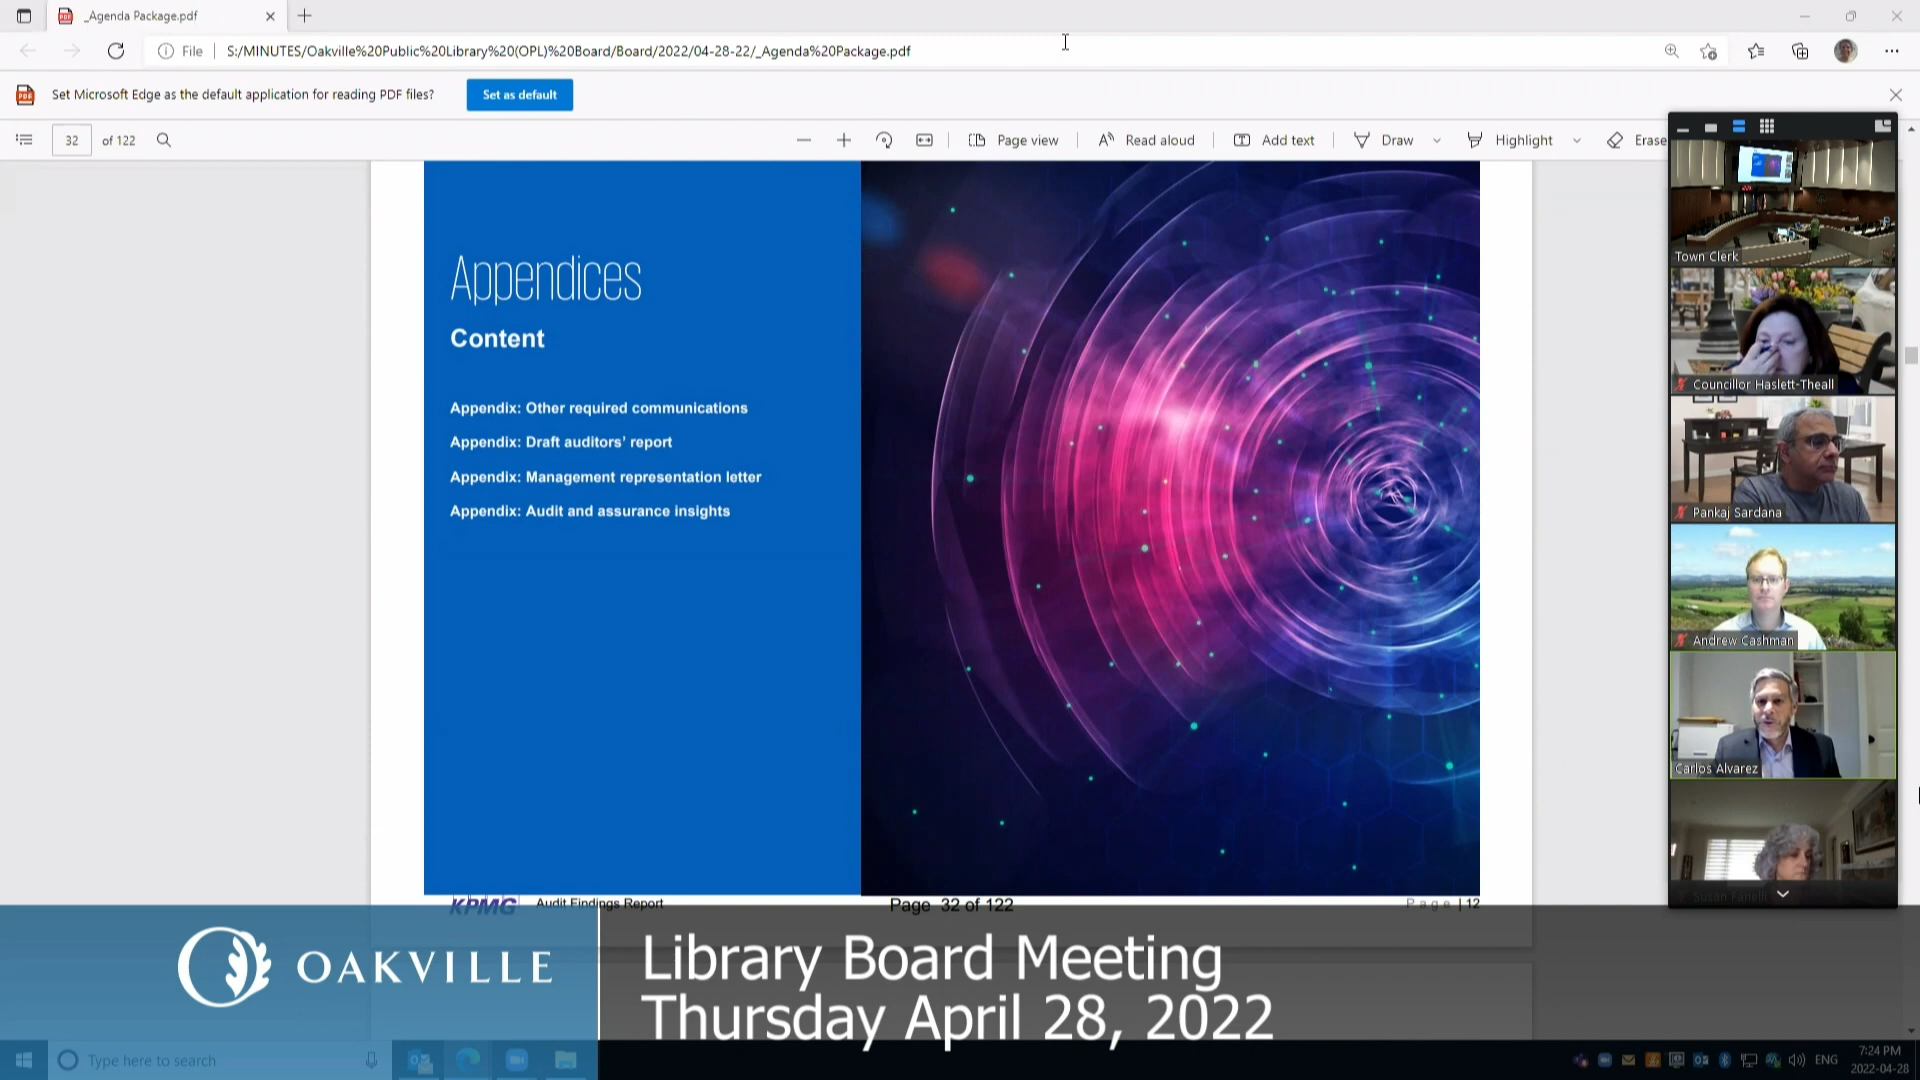 _Agenda Package.pdf
File
S:/MINUTES/Oakville%20Public%20Library%20(OPL)%20Board/Board/2022/04-28-22/_Agenda%20Package.pdf
Set Microsoft Edge as the default application for reading PDF files?
Set as default
32 of 122
Page view
Read aloud
Add text
Draw
Highlight
Erase
Appendices
Content
Appendix: Other required communications
Appendix: Draft auditors' report
Appendix: Management representation letter
Appendix: Audit and assurance insights
KPMG
Audit Findings Report
Page 32 of 122
Page | 12
Town Clerk
Councillor Haslett-Theall
Pankaj Sardana
Andrew Cashman
Carlos Alvarez
Susan Fanelli
OAKVILLE
Library Board Meeting
Thursday April 28, 2022
Type here to search
ENG
7:24 PM
2022-04-28